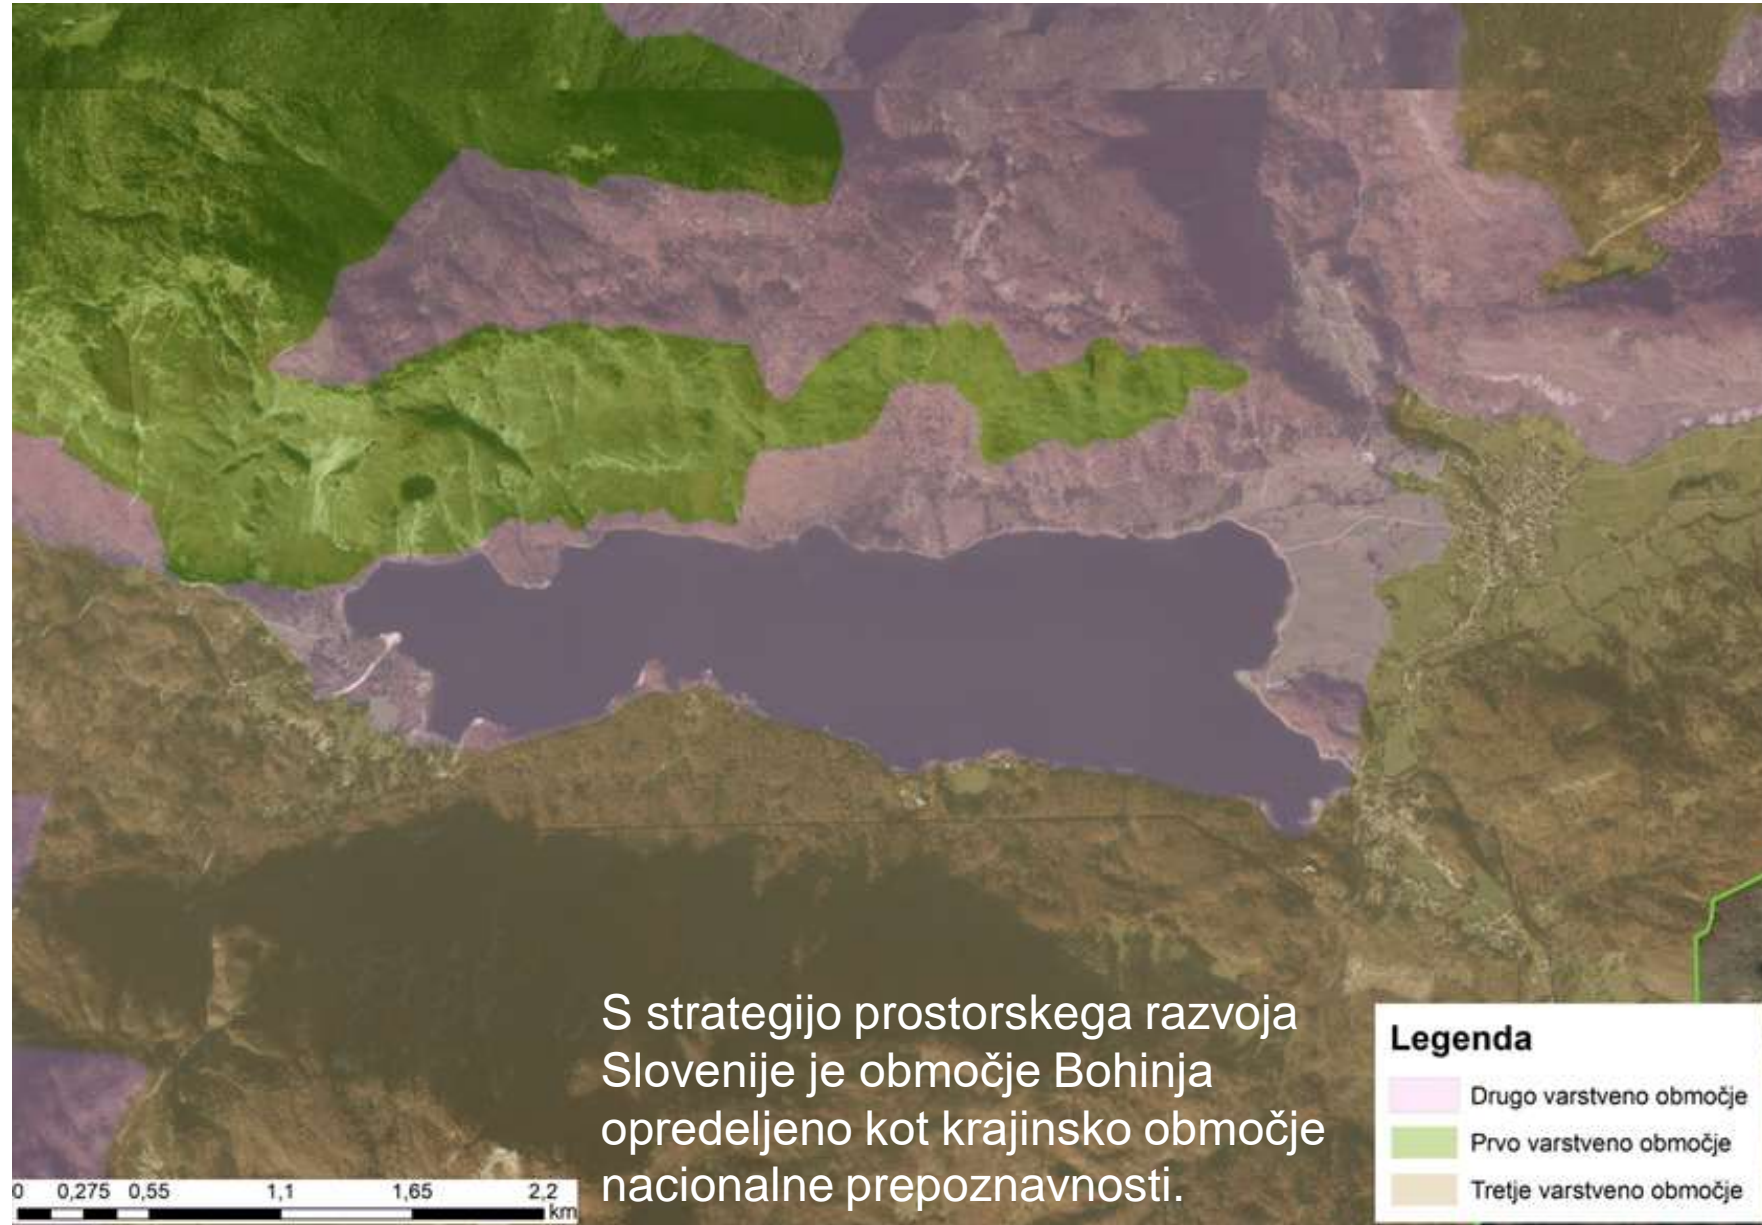 S strategijo prostorskega razvoja
Slovenije je območje Bohinja
opredeljeno kot krajinsko območje
nacionalne prepoznavnosti.
Legenda
Drugo varstveno območje
Prvo varstveno območje
Tretje varstveno območje
0 0,275 0,55 1,1 1,65 2,2
km